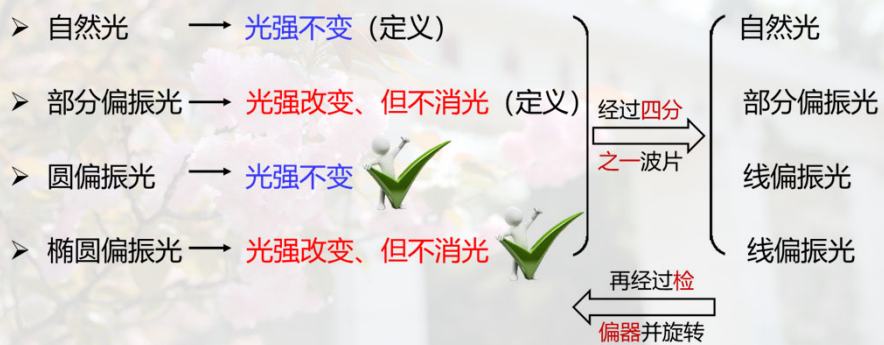 自然光 光强不变（定义） 自然光
部分偏振光 光强改变、但不消光（定义） 部分偏振光
经过四分
之一波片
圆偏振光 光强不变 线偏振光
椭圆偏振光 光强改变、但不消光 线偏振光
再经过检
偏器并旋转